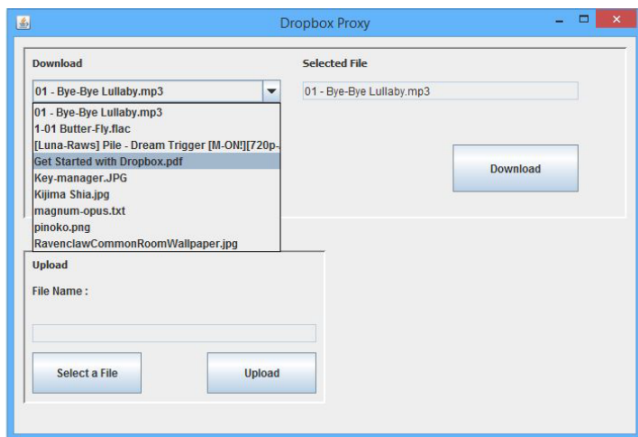 Dropbox Proxy
Download
Selected File
01 - Bye-Bye Lullaby.mp3
01 - Bye-Bye Lullaby.mp3
01 - Bye-Bye Lullaby.mp3
1-01 Butter-Fly.flac
[Luna-Raws] Pile - Dream Trigger [M-ON!][720p-
Get Started with Dropbox.pdf
Key-manager.JPG
Kijima Shia.jpg
magnum-opus.txt
pinoko.png
RavenclawCommonRoomWallpaper.jpg
Download
Upload
File Name :
Select a File
Upload